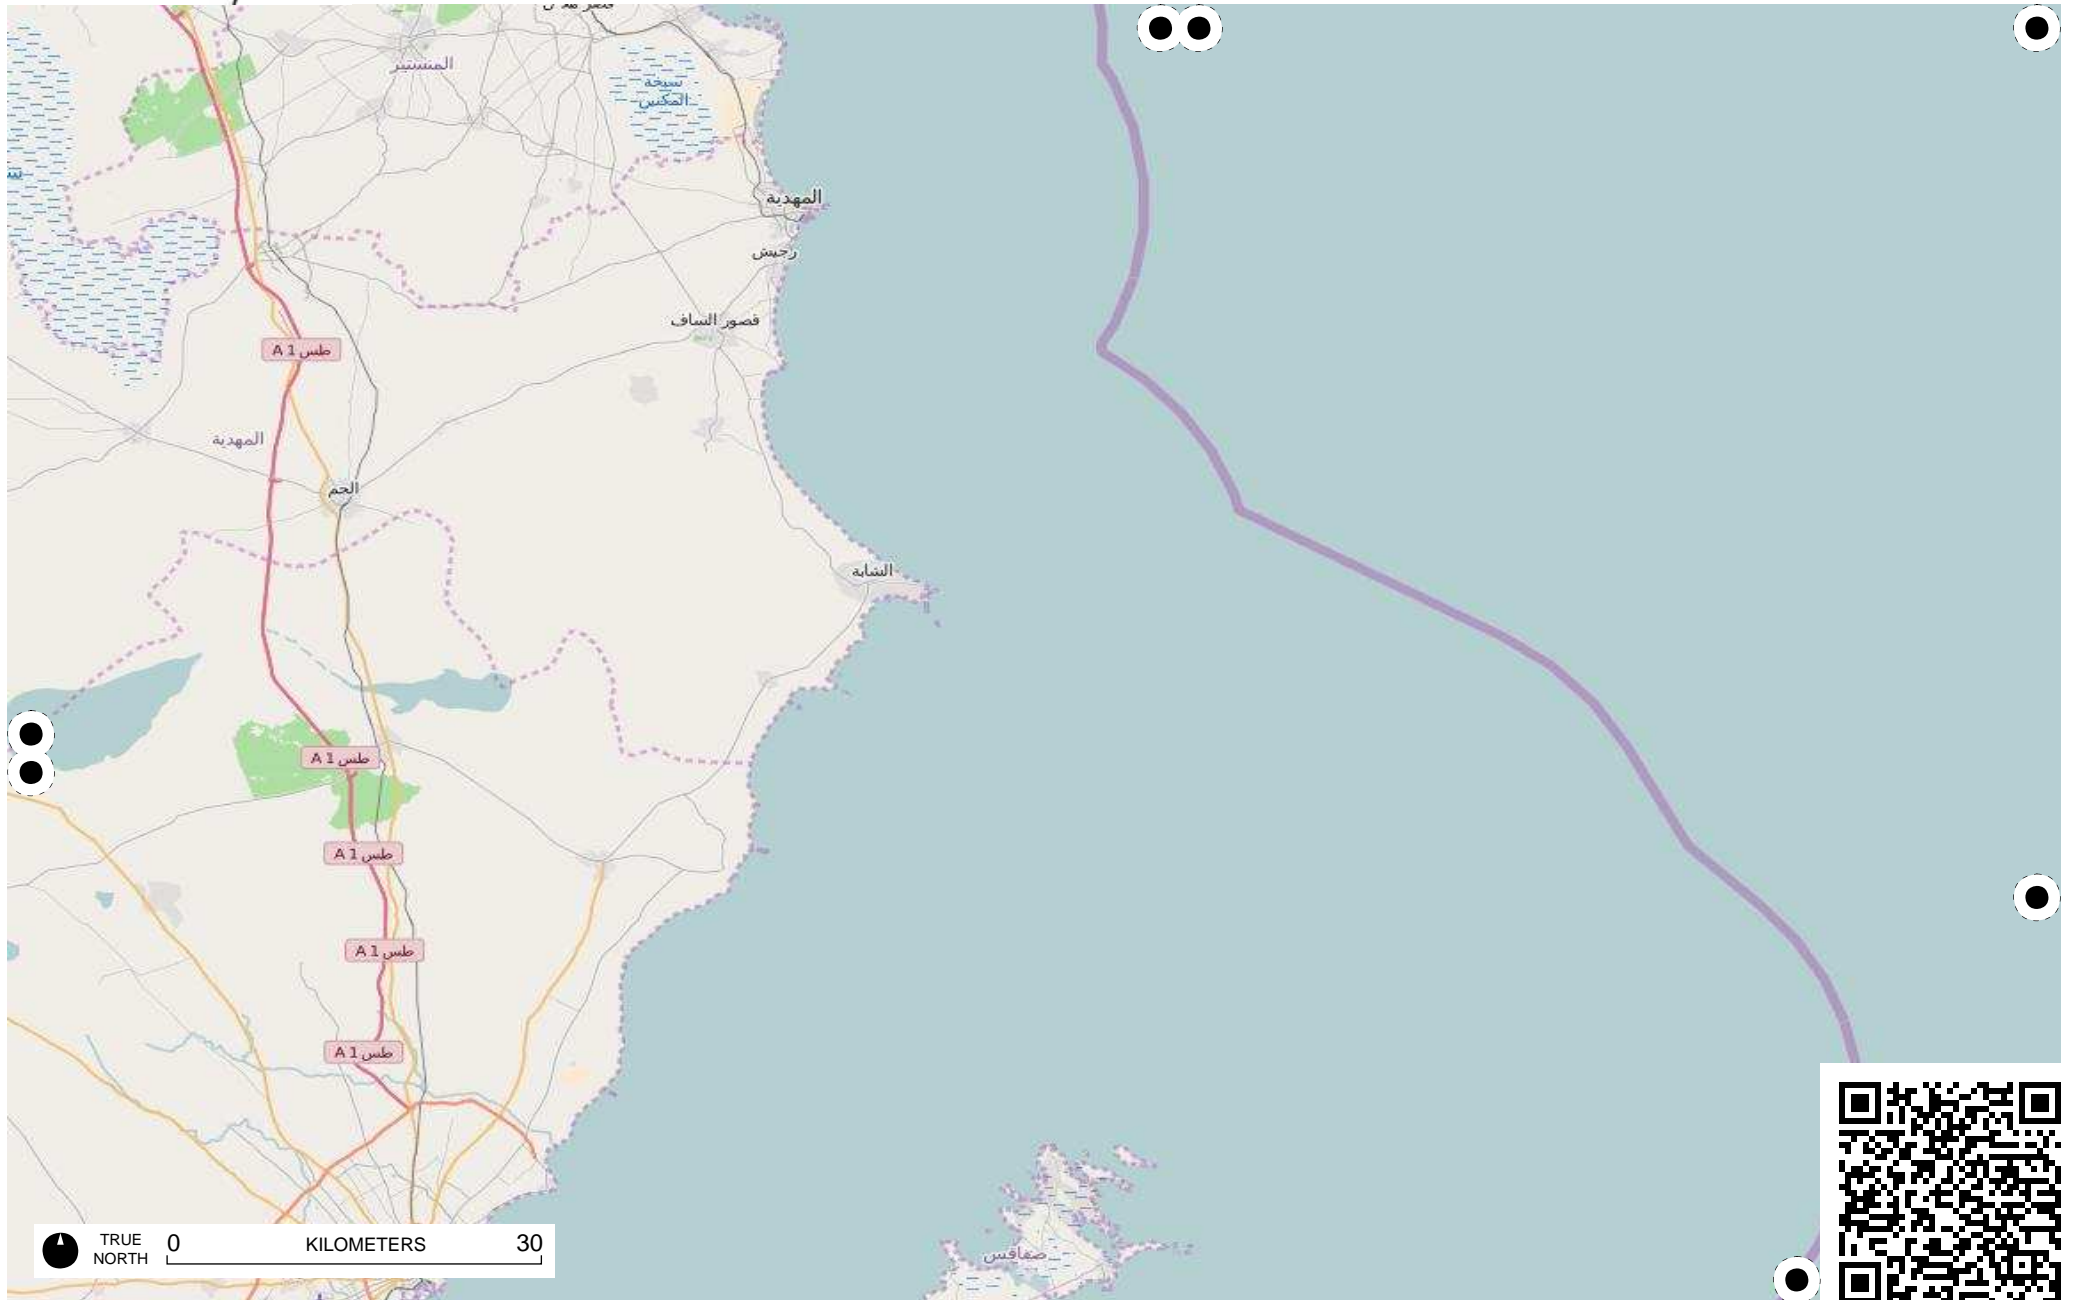 المنستير
سبخة
المكنين
المهدية
رجيش
قصور الساف
A 1 طس
المهدية
الجم
الشابة
A 1 طس
A 1 طس
A 1 طس
A 1 طس
صفاقس
TRUE
NORTH
0 KILOMETERS 30